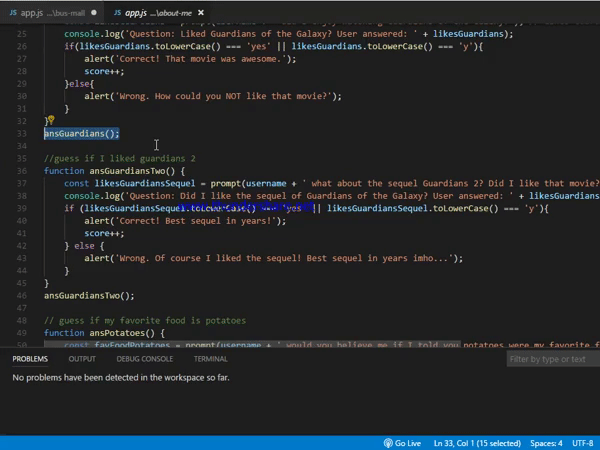 app.js ...\bus-mall ● app.js ...\about-me ×
25 console.log('Question: Liked Guardians of the Galaxy? User answered: ' + likesGuardians);
26 if(likesGuardians.toLowerCase() === 'yes' || likesGuardians.toLowerCase() === 'y'){
27 alert('Correct! That movie was awesome.');
28 score++;
29 }else{
30 alert('Wrong. How could you NOT like that movie?');
31 }
32 }
33 ansGuardians();
34
35 //guess if I liked guardians 2
36 function ansGuardiansTwo() {
37 const likesGuardiansSequel = prompt(username + ' what about the sequel Guardians 2? Did I like that movie?
38 console.log('Question: Did I like the sequel of Guardians of the Galaxy? User answered: ' + likesGuardians
39 if (likesGuardiansSequel.toLowerCase() === 'yes' || likesGuardiansSequel.toLowerCase() === 'y'){
40 alert('Correct! Best sequel in years!');
41 score++;
42 } else {
43 alert('Wrong. Of course I liked the sequel! Best sequel in years imho...');
44 }
45 }
46 ansGuardiansTwo();
47
48 // guess if my favorite food is potatoes
49 function ansPotatoes() {
50 const favFoodPotatoes = prompt(username + ' would you believe me if I told you potatoes were my favorite f
PROBLEMS OUTPUT DEBUG CONSOLE TERMINAL Filter by type or text
No problems have been detected in the workspace so far.
Go Live Ln 33, Col 1 (15 selected) Spaces: 4 UTF-8